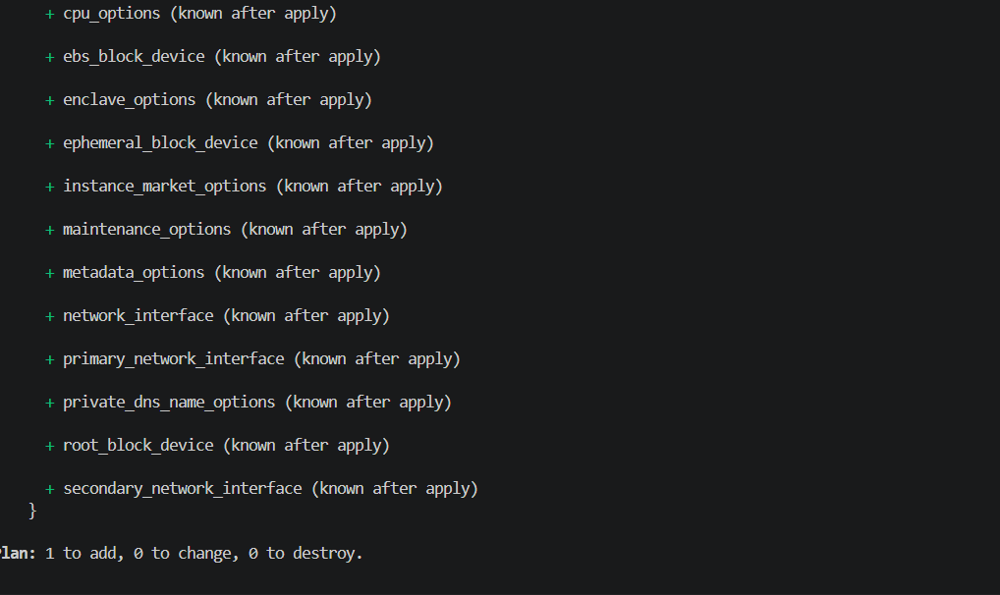 + cpu_options (known after apply)
+ ebs_block_device (known after apply)
+ enclave_options (known after apply)
+ ephemeral_block_device (known after apply)
+ instance_market_options (known after apply)
+ maintenance_options (known after apply)
+ metadata_options (known after apply)
+ network_interface (known after apply)
+ primary_network_interface (known after apply)
+ private_dns_name_options (known after apply)
+ root_block_device (known after apply)
+ secondary_network_interface (known after apply)
}
lan: 1 to add, 0 to change, 0 to destroy.